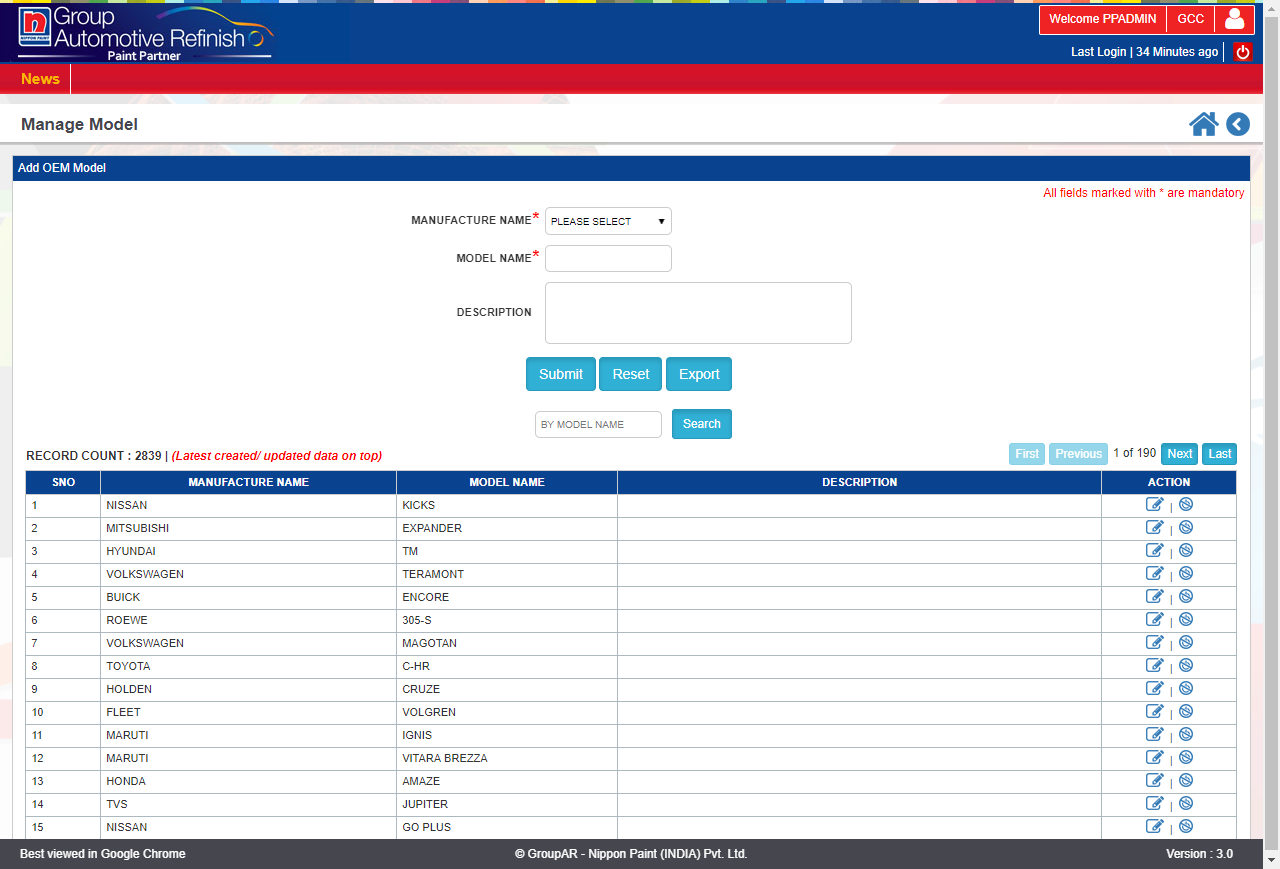 Group
Automotive Refinish
NIPPON PAINT
Paint Partner
Welcome PPADMIN GCC
Last Login | 34 Minutes ago
News
Manage Model
Add OEM Model
All fields marked with * are mandatory
MANUFACTURE NAME* PLEASE SELECT
MODEL NAME*
DESCRIPTION
Submit Reset Export
BY MODEL NAME Search
RECORD COUNT : 2839 | (Latest created/ updated data on top) First Previous 1 of 190 Next Last
SNO MANUFACTURE NAME MODEL NAME DESCRIPTION ACTION
1 NISSAN KICKS |
2 MITSUBISHI EXPANDER |
3 HYUNDAI TM |
4 VOLKSWAGEN TERAMONT |
5 BUICK ENCORE |
6 ROEWE 305-S |
7 VOLKSWAGEN MAGOTAN |
8 TOYOTA C-HR |
9 HOLDEN CRUZE |
10 FLEET VOLGREN |
11 MARUTI IGNIS |
12 MARUTI VITARA BREZZA |
13 HONDA AMAZE |
14 TVS JUPITER |
15 NISSAN GO PLUS |
Best viewed in Google Chrome © GroupAR - Nippon Paint (INDIA) Pvt. Ltd. Version : 3.0